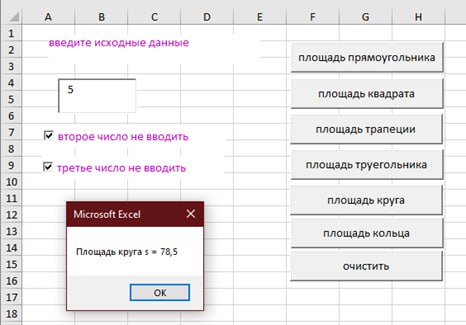 A B C D E F G H
1
2
3
4
5
6
7
8
9
10
11
12
13
14
15
16
17
18
введите исходные данные
5
второе число не вводить
третье число не вводить
Microsoft Excel
Площадь круга s = 78,5
OK
площадь прямоугольника
площадь квадрата
площадь трапеции
площадь труегольника
площадь круга
площадь кольца
очистить